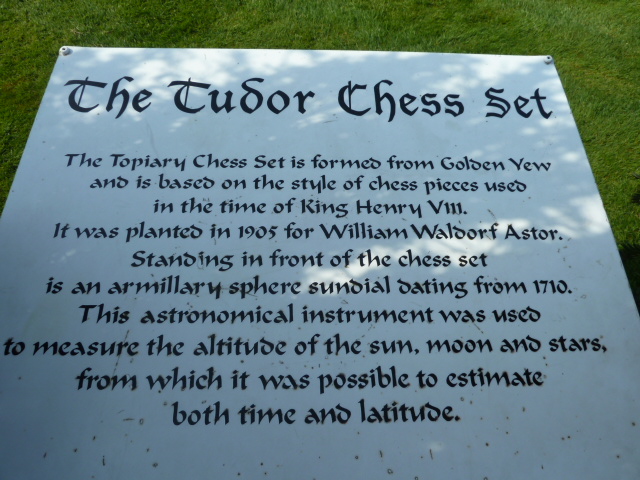 The Tudor Chess Set
The Topiary Chess Set is formed from Golden Yew
and is based on the style of chess pieces used
in the time of King Henry VIII.
It was planted in 1905 for William Waldorf Astor.
Standing in front of the chess set
is an armillary sphere sundial dating from 1710.
This astronomical instrument was used
to measure the altitude of the sun, moon and stars,
from which it was possible to estimate
both time and latitude.